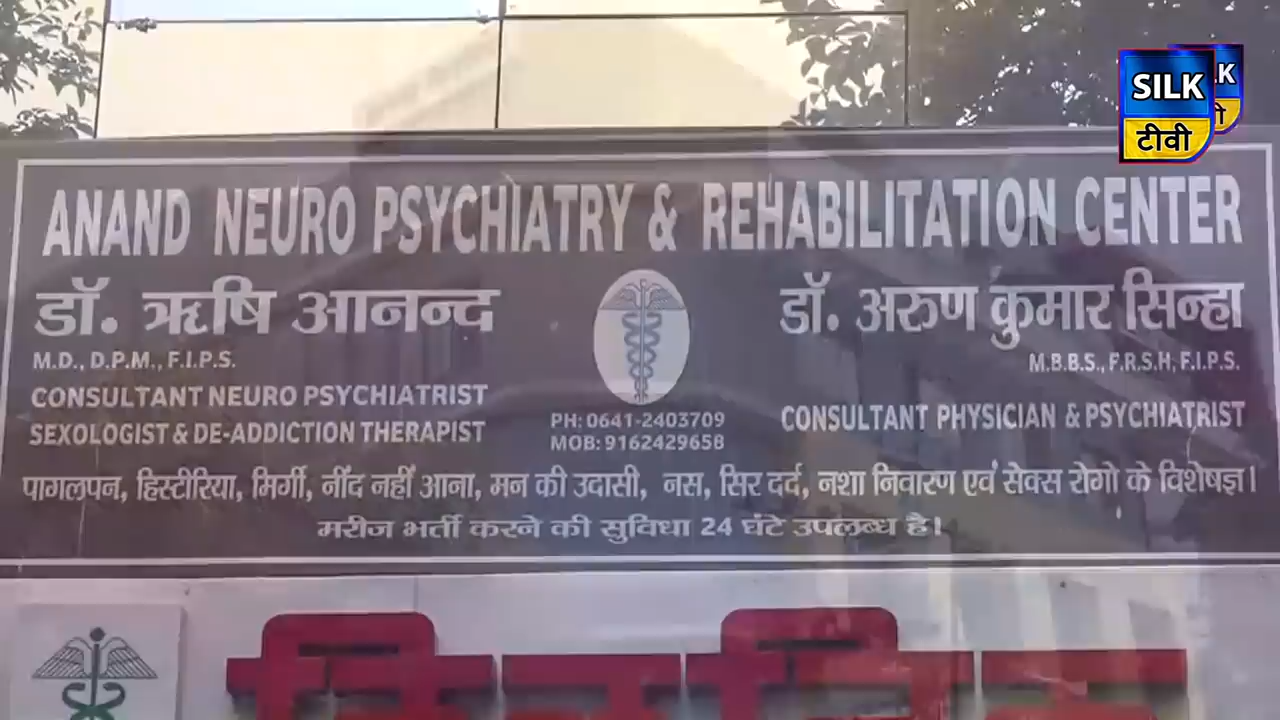 SILK
टीवी
ANAND NEURO PSYCHIATRY & REHABILITATION CENTER
डॉ. ऋषि आनन्द
M.D., D.P.M., F.I.P.S.
CONSULTANT NEURO PSYCHIATRIST
SEXOLOGIST & DE-ADDICTION THERAPIST
PH: 0641-2403709
MOB: 9162429658
डॉ. अरुण कुमार सिन्हा
M.B.B.S., F.R.S.H, F.I.P.S.
CONSULTANT PHYSICIAN & PSYCHIATRIST
पागलपन, हिस्टीरिया, मिर्गी, नींद नहीं आना, मन की उदासी, नस, सिर दर्द, नशा निवारण एवं सेक्स रोगो के विशेषज्ञ।
मरीज भर्ती करने की सुविधा 24 घंटे उपलब्ध है।